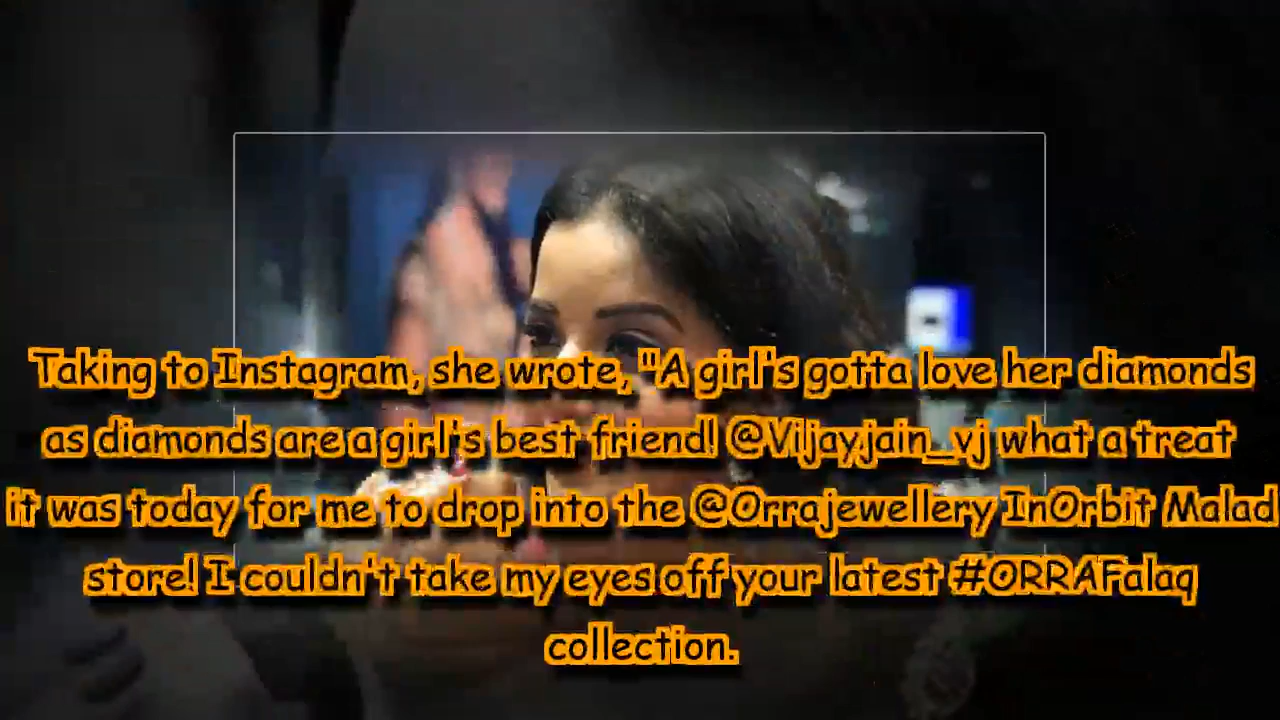 Taking to Instagram, she wrote, "A girl's gotta love her diamonds
as diamonds are a girl's best friend! @Vijayjain_vj what a treat
it was today for me to drop into the @Orrajewellery InOrbit Malad
store! I couldn't take my eyes off your latest #ORRAFalaq
collection.